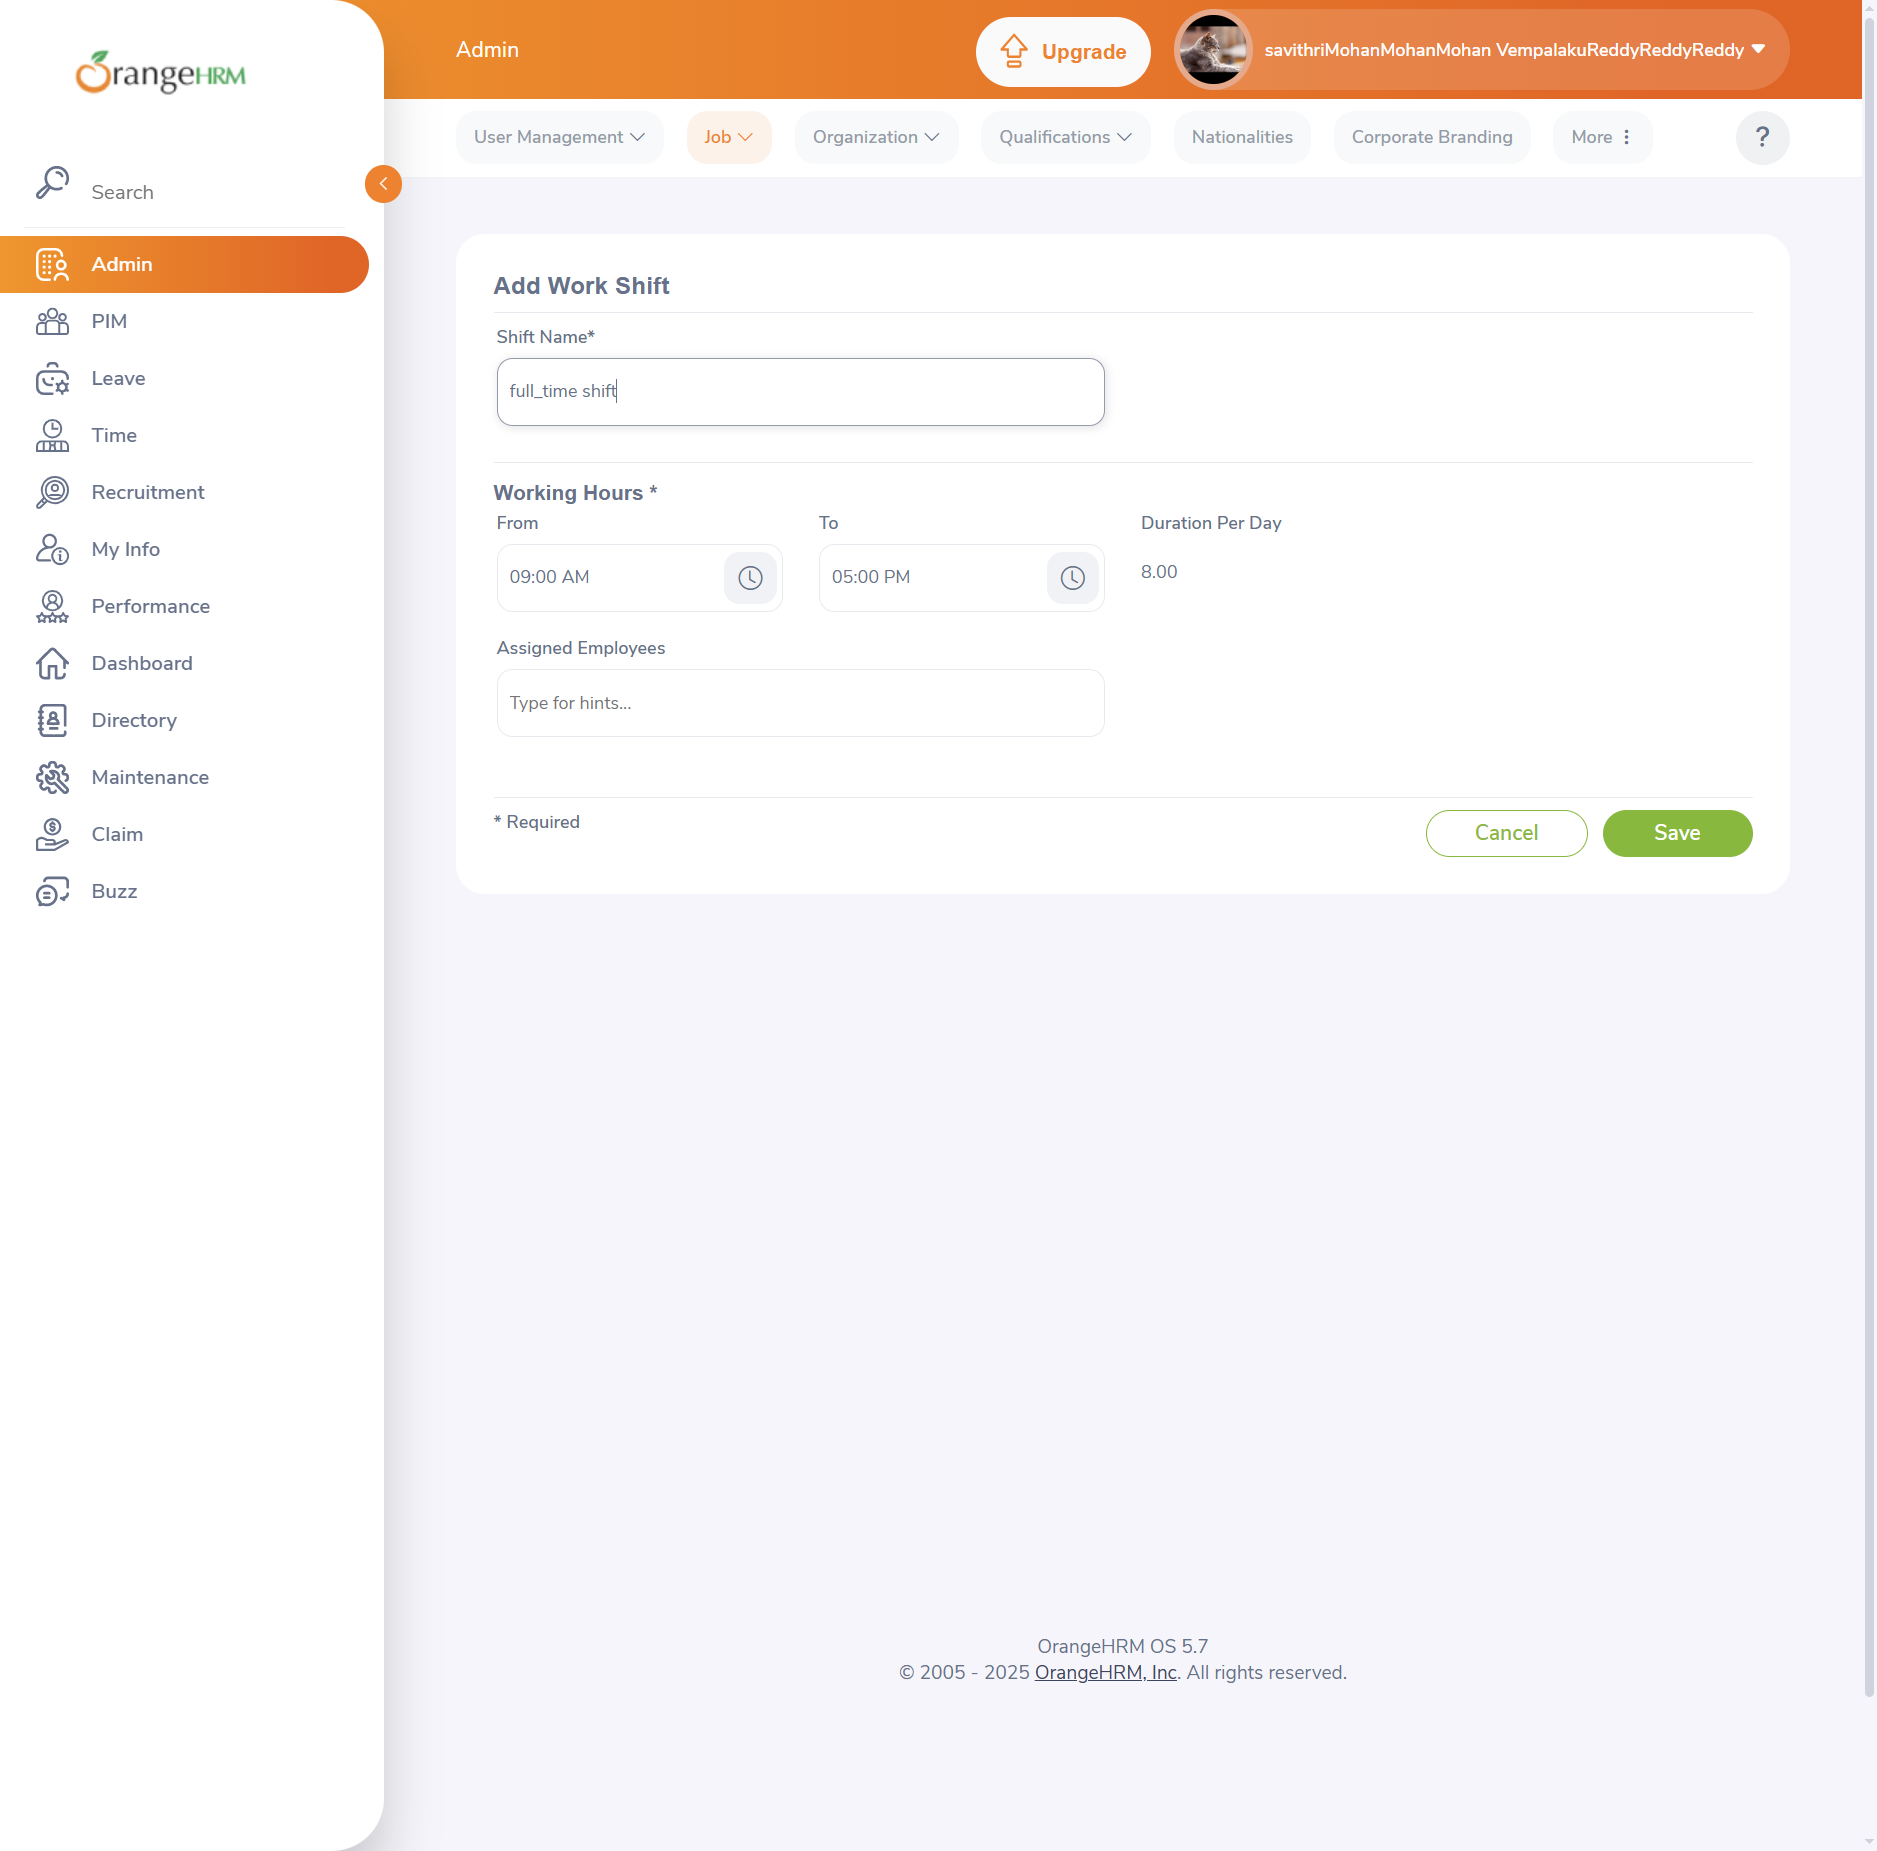 OrangeHRM
Admin
Upgrade
savithriMohanMohanMohan VempalakuReddyReddyReddy
User Management
Job
Organization
Qualifications
Nationalities
Corporate Branding
More
?
Search
Admin
PIM
Leave
Time
Recruitment
My Info
Performance
Dashboard
Directory
Maintenance
Claim
Buzz
Add Work Shift
Shift Name*
full_time shift
Working Hours *
From To Duration Per Day
09:00 AM 05:00 PM 8.00
Assigned Employees
Type for hints...
* Required
Cancel
Save
OrangeHRM OS 5.7
© 2005 - 2025 OrangeHRM, Inc. All rights reserved.